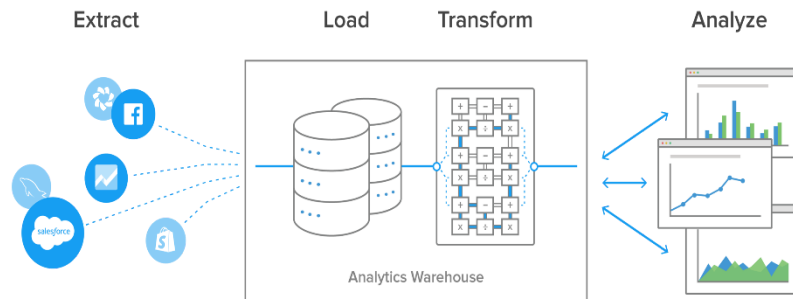 Extract
Load
Transform
Analyze
salesforce
+ − +
x ÷ x
+ − +
x ÷ x
+ − +
x ÷ x
Analytics Warehouse